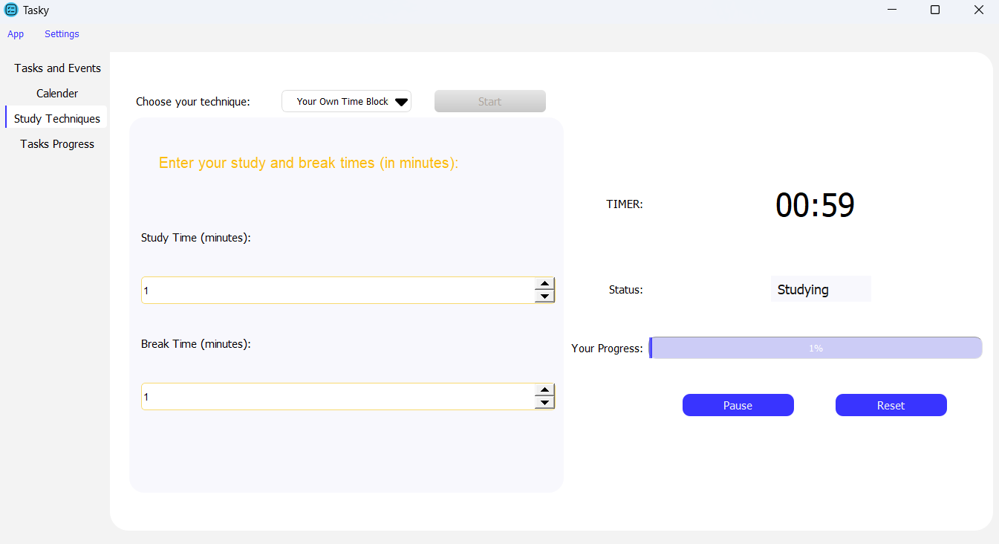 Tasky
App Settings
Tasks and Events
Calender
Study Techniques
Tasks Progress
Choose your technique: Your Own Time Block Start
Enter your study and break times (in minutes):
Study Time (minutes):
1
Break Time (minutes):
1
TIMER: 00:59
Status: Studying
Your Progress: 1%
Pause Reset